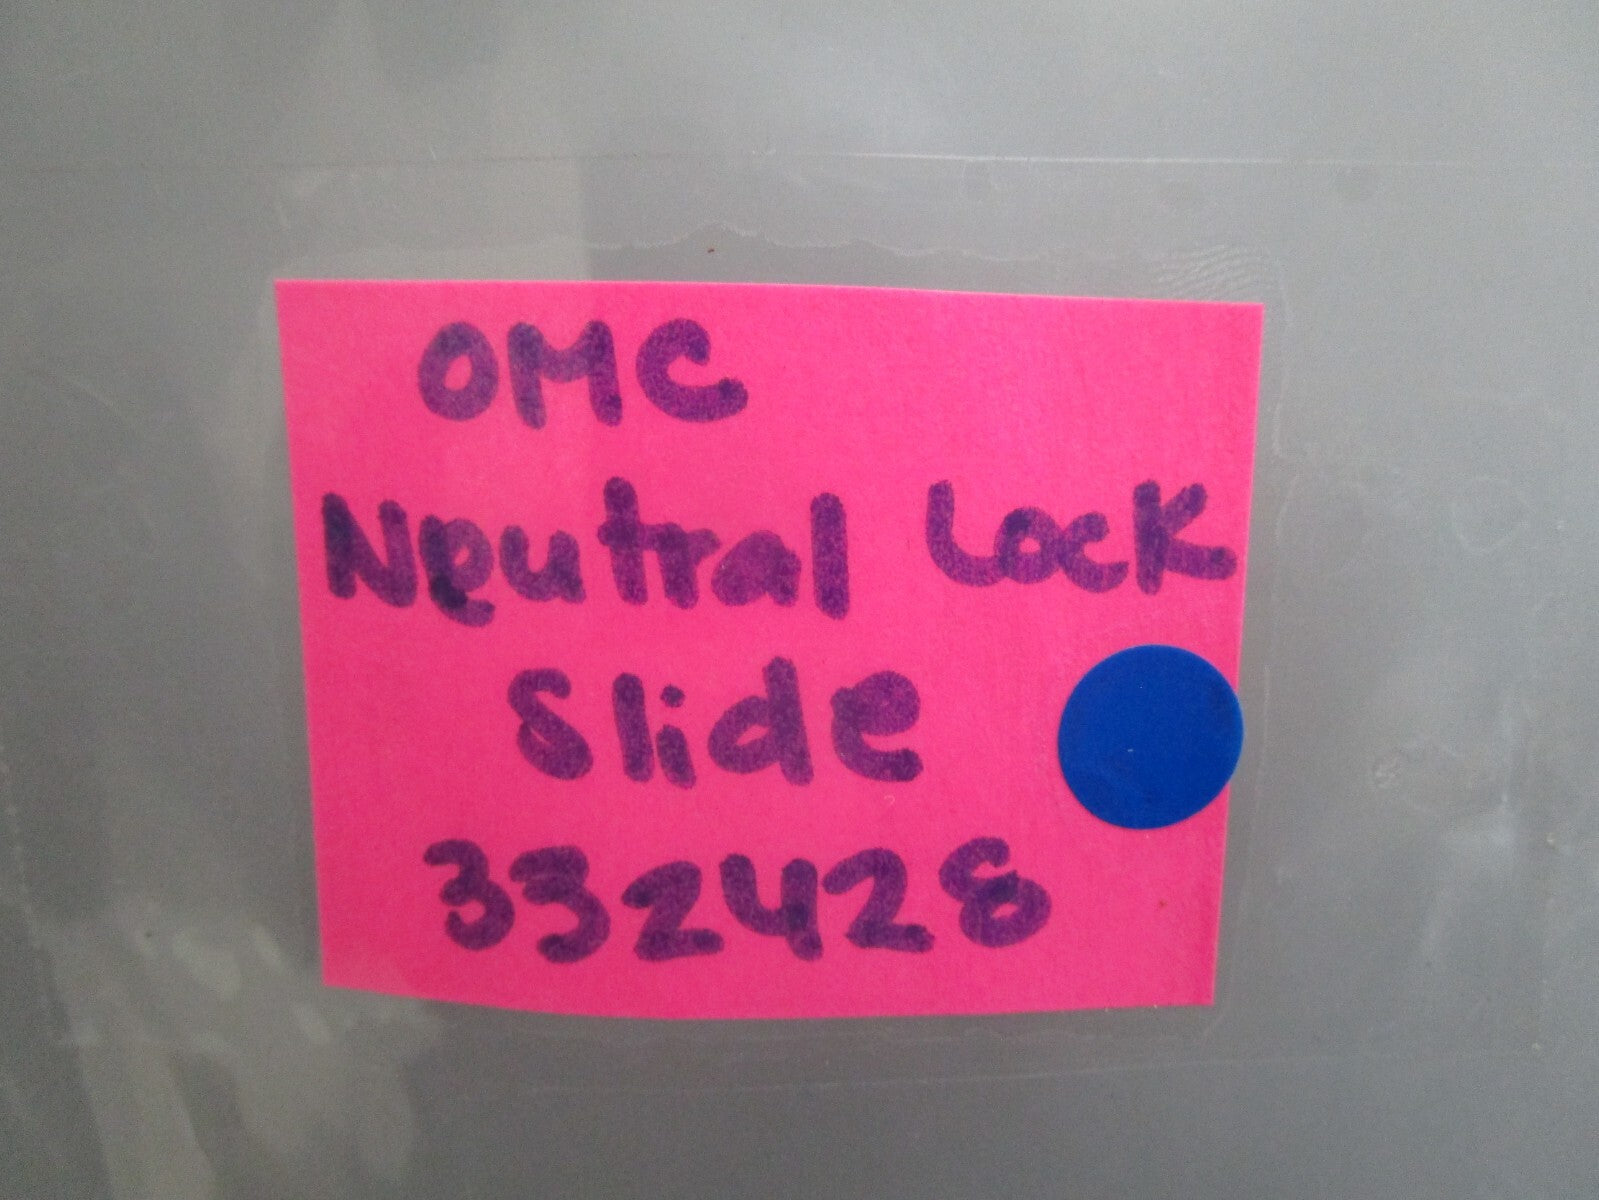 OMC
Neutral Lock
Slide
332428